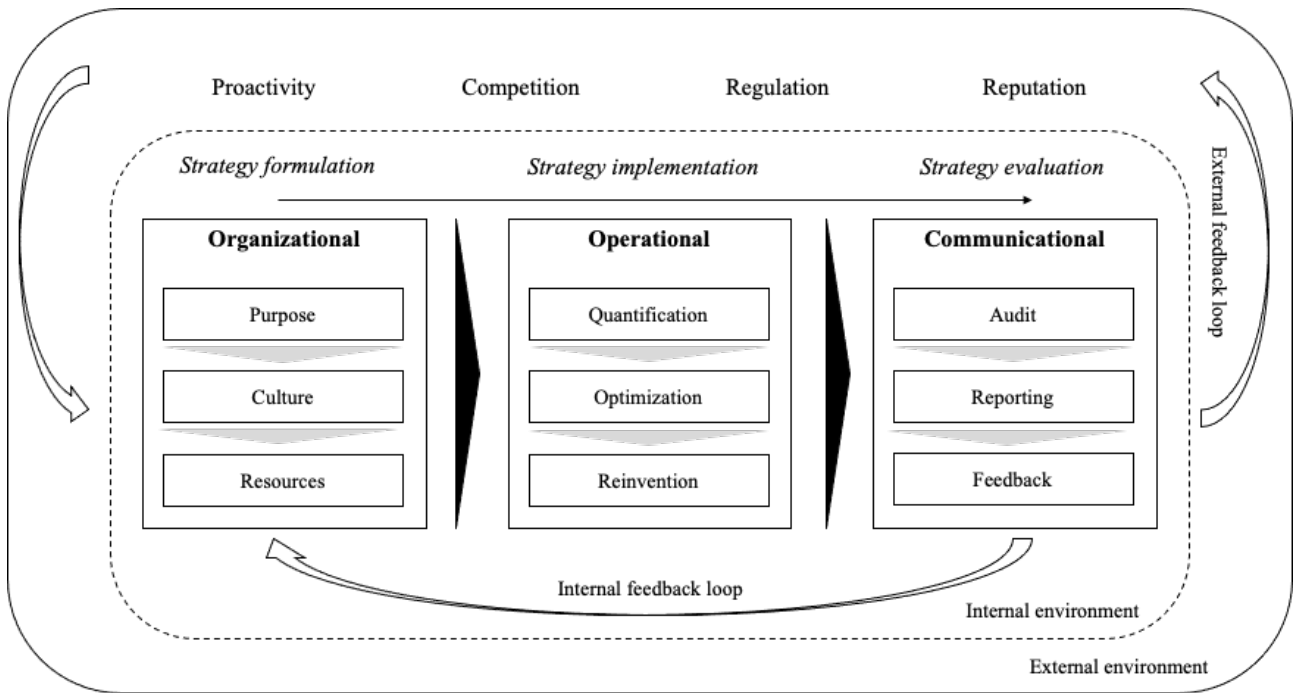 Proactivity
Competition
Regulation
Reputation
Strategy formulation
Strategy implementation
Strategy evaluation
Organizational
Purpose
Culture
Resources
Operational
Quantification
Optimization
Reinvention
Communicational
Audit
Reporting
Feedback
External feedback loop
Internal feedback loop
Internal environment
External environment